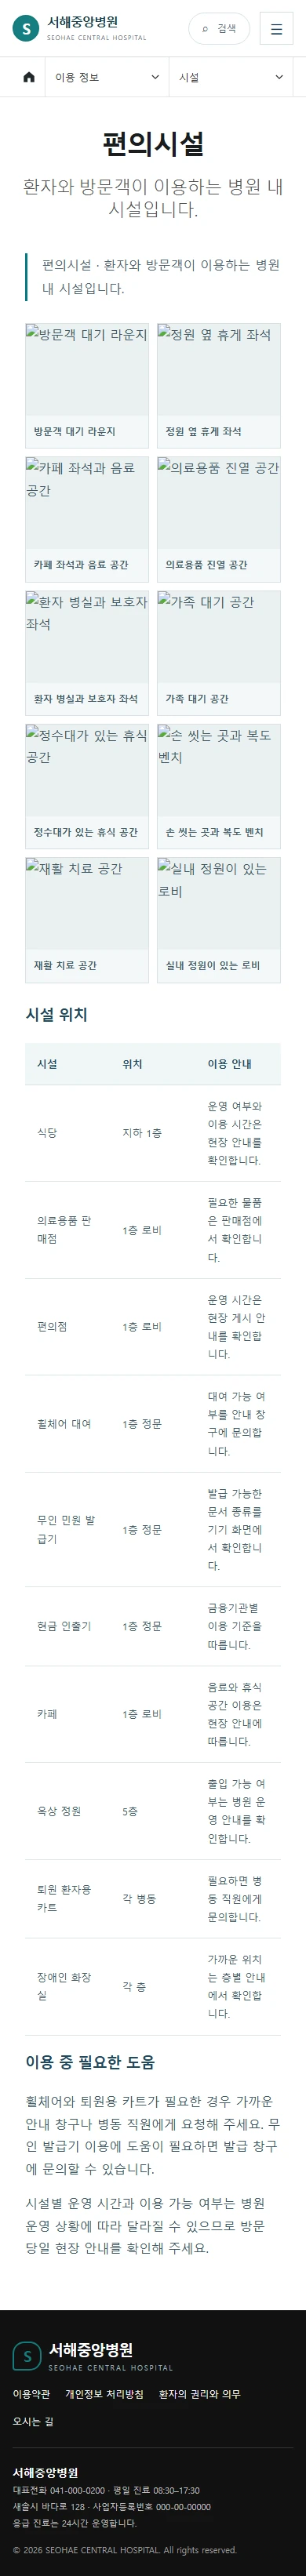 S 서해중앙병원
SEOHAE CENTRAL HOSPITAL
검색
이용 정보
시설
편의시설
환자와 방문객이 이용하는 병원 내
시설입니다.
편의시설 · 환자와 방문객이 이용하는 병원
내 시설입니다.
방문객 대기 라운지
정원 옆 휴게 좌석
방문객 대기 라운지
정원 옆 휴게 좌석
카페 좌석과 음료
공간
의료용품 진열 공간
카페 좌석과 음료 공간
의료용품 진열 공간
환자 병실과 보호자
좌석
가족 대기 공간
환자 병실과 보호자 좌석
가족 대기 공간
정수대가 있는 휴식
공간
손 씻는 곳과 복도
벤치
정수대가 있는 휴식 공간
손 씻는 곳과 복도 벤치
재활 치료 공간
실내 정원이 있는
로비
재활 치료 공간
실내 정원이 있는 로비
시설 위치
시설
위치
이용 안내
식당
지하 1층
운영 여부와
이용 시간은
현장 안내를
확인합니다.
의료용품 판
매점
1층 로비
필요한 물품
은 판매점에
서 확인합니
다.
편의점
1층 로비
운영 시간은
현장 게시 안
내를 확인합
니다.
휠체어 대여
1층 정문
대여 가능 여
부를 안내 창
구에 문의합
니다.
무인 민원 발
급기
1층 정문
발급 가능한
문서 종류를
기기 화면에
서 확인합니
다.
현금 인출기
1층 정문
금융기관별
이용 기준을
따릅니다.
카페
1층 로비
음료와 휴식
공간 이용은
현장 안내에
따릅니다.
옥상 정원
5층
출입 가능 여
부는 병원 운
영 안내를 확
인합니다.
퇴원 환자용
카트
각 병동
필요하면 병
동 직원에게
문의합니다.
장애인 화장
실
각 층
가까운 위치
는 층별 안내
에서 확인합
니다.
이용 중 필요한 도움
휠체어와 퇴원용 카트가 필요한 경우 가까운
안내 창구나 병동 직원에게 요청해 주세요. 무
인 발급기 이용에 도움이 필요하면 발급 창구
에 문의할 수 있습니다.
시설별 운영 시간과 이용 가능 여부는 병원
운영 상황에 따라 달라질 수 있으므로 방문
당일 현장 안내를 확인해 주세요.
S 서해중앙병원
SEOHAE CENTRAL HOSPITAL
이용약관 개인정보 처리방침 환자의 권리와 의무
오시는 길
서해중앙병원
대표전화 041-000-0200 · 평일 진료 08:30–17:30
새솔시 바다로 128 · 사업자등록번호 000-00-00000
응급 진료는 24시간 운영합니다.
© 2026 SEOHAE CENTRAL HOSPITAL. All rights reserved.